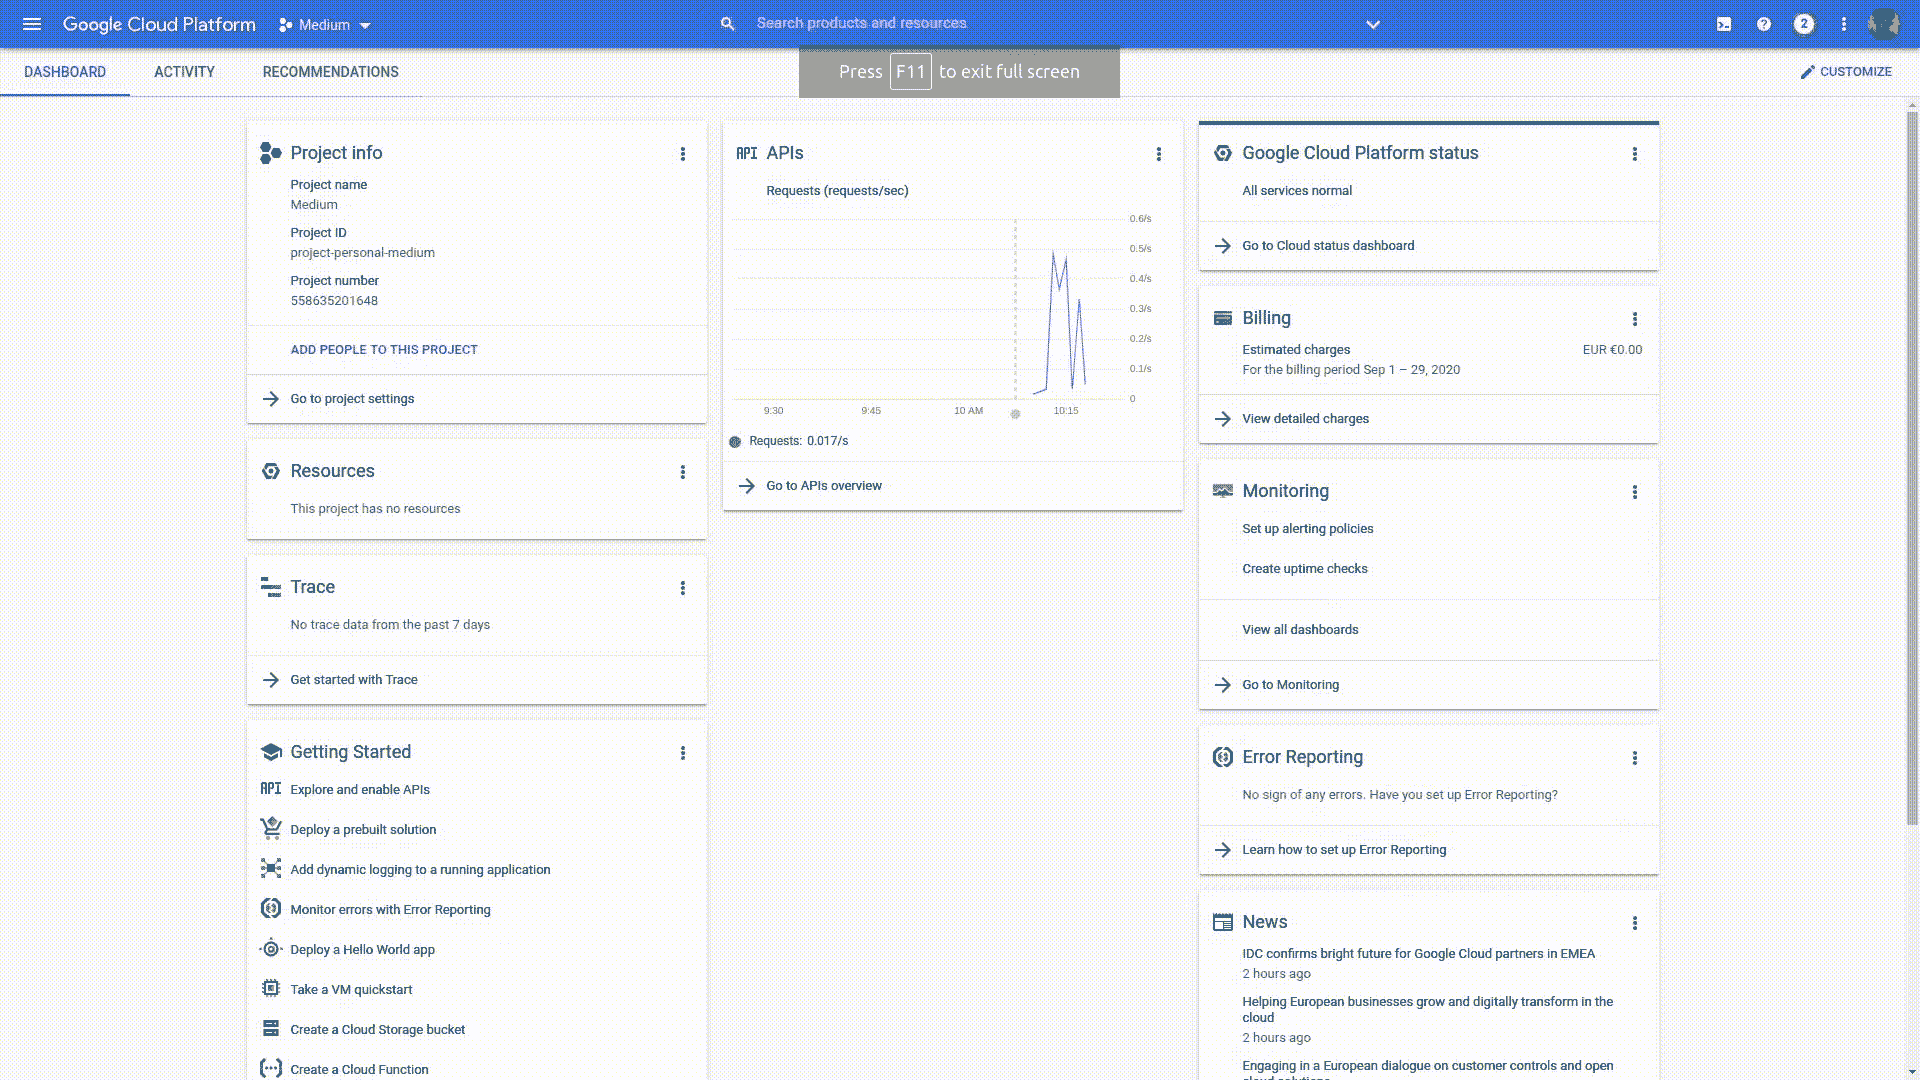 Google Cloud Platform
Medium
Search products and resources
2
DASHBOARD
ACTIVITY
RECOMMENDATIONS
Press F11 to exit full screen
CUSTOMIZE
Project info
Project name
Medium
Project ID
project-personal-medium
Project number
558635201648
ADD PEOPLE TO THIS PROJECT
Go to project settings
Resources
This project has no resources
Trace
No trace data from the past 7 days
Get started with Trace
Getting Started
API Explore and enable APIs
Deploy a prebuilt solution
Add dynamic logging to a running application
Monitor errors with Error Reporting
Deploy a Hello World app
Take a VM quickstart
Create a Cloud Storage bucket
Create a Cloud Function
API APIs
Requests (requests/sec)
0.6/s
0.5/s
0.4/s
0.3/s
0.2/s
0.1/s
0
9:30 9:45 10 AM 10:15
Requests: 0.017/s
Go to APIs overview
Google Cloud Platform status
All services normal
Go to Cloud status dashboard
Billing
Estimated charges EUR €0.00
For the billing period Sep 1 – 29, 2020
View detailed charges
Monitoring
Set up alerting policies
Create uptime checks
View all dashboards
Go to Monitoring
Error Reporting
No sign of any errors. Have you set up Error Reporting?
Learn how to set up Error Reporting
News
IDC confirms bright future for Google Cloud partners in EMEA
2 hours ago
Helping European businesses grow and digitally transform in the
cloud
2 hours ago
Engaging in a European dialogue on customer controls and open
cloud solutions